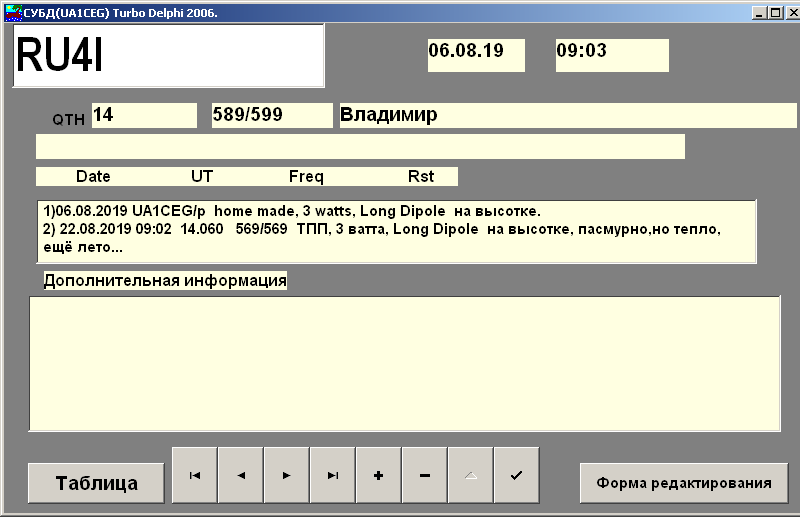 СУБД(UA1CEG) Turbo Delphi 2006.
RU4I
06.08.19 09:03
QTH 14 589/599 Владимир
Date UT Freq Rst
1)06.08.2019 UA1CEG/p home made, 3 watts, Long Dipole на высотке.
2) 22.08.2019 09:02 14.060 569/569 ТПП, 3 ватта, Long Dipole на высотке, пасмурно,но тепло,
ещё лето...
Дополнительная информация
Таблица
Форма редактирования